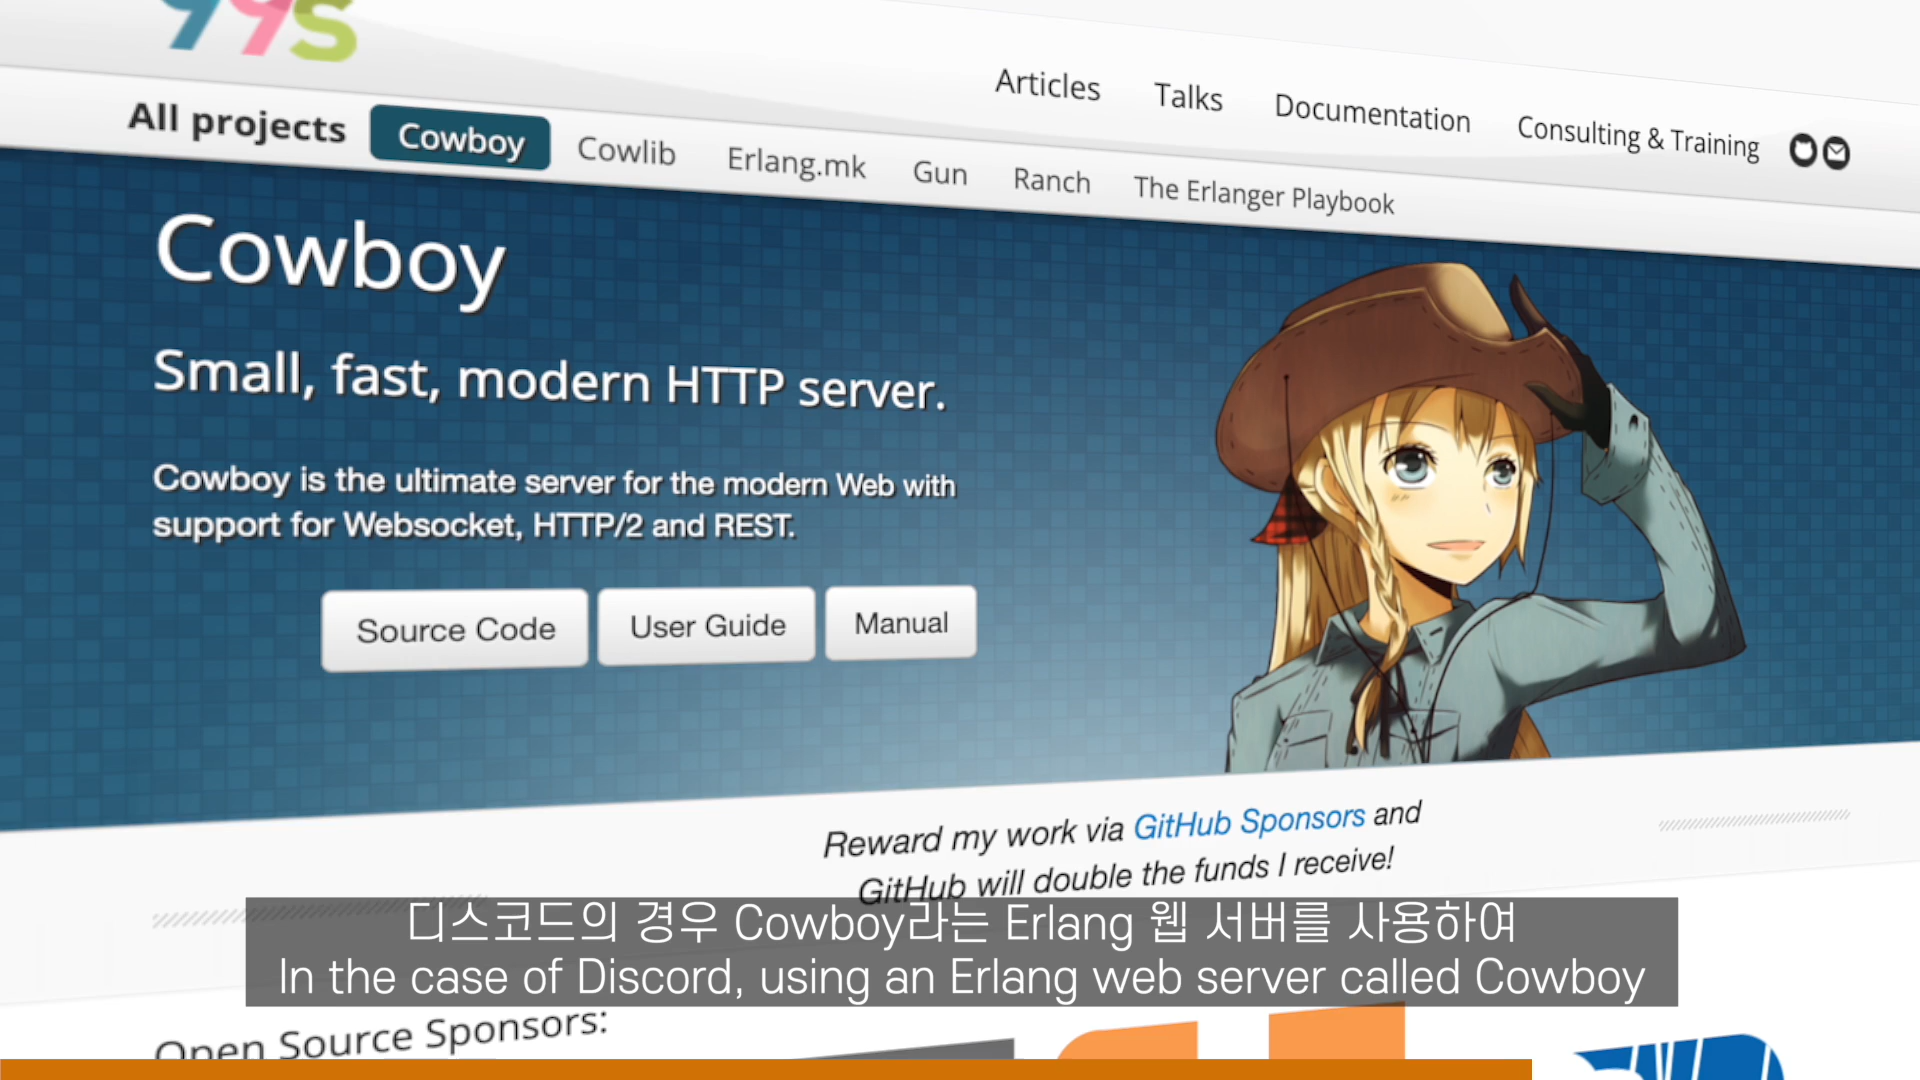 99s
Articles Talks Documentation Consulting & Training
All projects Cowboy Cowlib Erlang.mk Gun Ranch The Erlanger Playbook
Cowboy
Small, fast, modern HTTP server.
Cowboy is the ultimate server for the modern Web with
support for Websocket, HTTP/2 and REST.
Source Code User Guide Manual
Reward my work via GitHub Sponsors and
GitHub will double the funds I receive!
디스코드의 경우 Cowboy라는 Erlang 웹 서버를 사용하여
In the case of Discord, using an Erlang web server called Cowboy
Open Source Sponsors: